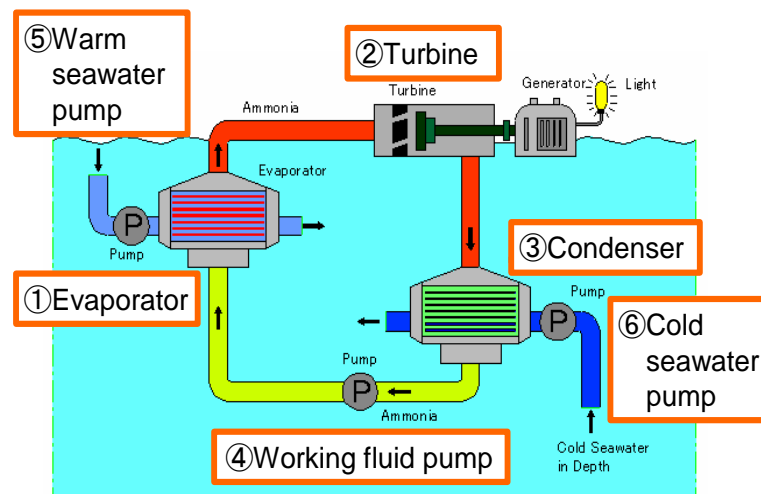 ⑤Warm
seawater
pump
②Turbine
Turbine
Generator
Light
Ammonia
Evaporator
P
Pump
①Evaporator
③Condenser
Pump
P
⑥Cold
seawater
pump
Pump
P
Ammonia
④Working fluid pump
Cold Seawater
in Depth